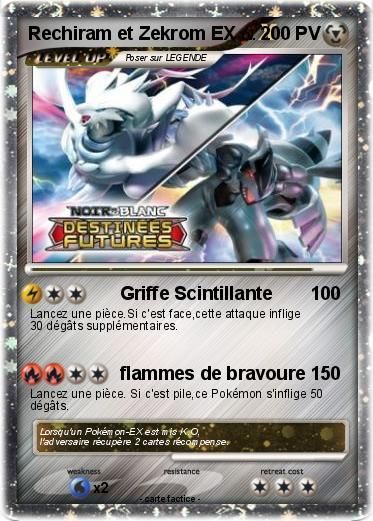 Rechiram et Zekrom EX 200 PV
LEVEL UP
Poser sur LEGENDE
NOIR & BLANC
DESTINÉES
FUTURES
Griffe Scintillante 100
Lancez une pièce.Si c'est face,cette attaque inflige
30 dégâts supplémentaires.
flammes de bravoure 150
Lancez une pièce. Si c'est pile,ce Pokémon s'inflige 50
dégâts.
Lorsqu'un Pokémon-EX est mis K.O,
l'adversaire récupère 2 cartes récompense.
weakness resistance retreat cost
x2
- carte factice -